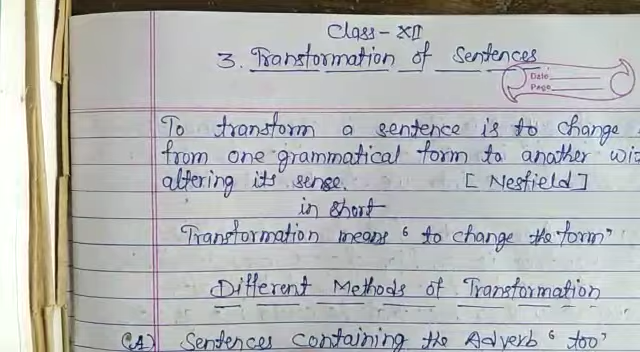 Class - XII
3. Transformation of Sentences
Date
Page
To transform a sentence is to change
from one grammatical form to another
altering its sense. [ Nesfield ]
in short
Transformation means ‘ to change the form’
Different Methods of Transformation
(A) Sentences containing the Adverb ‘ too’